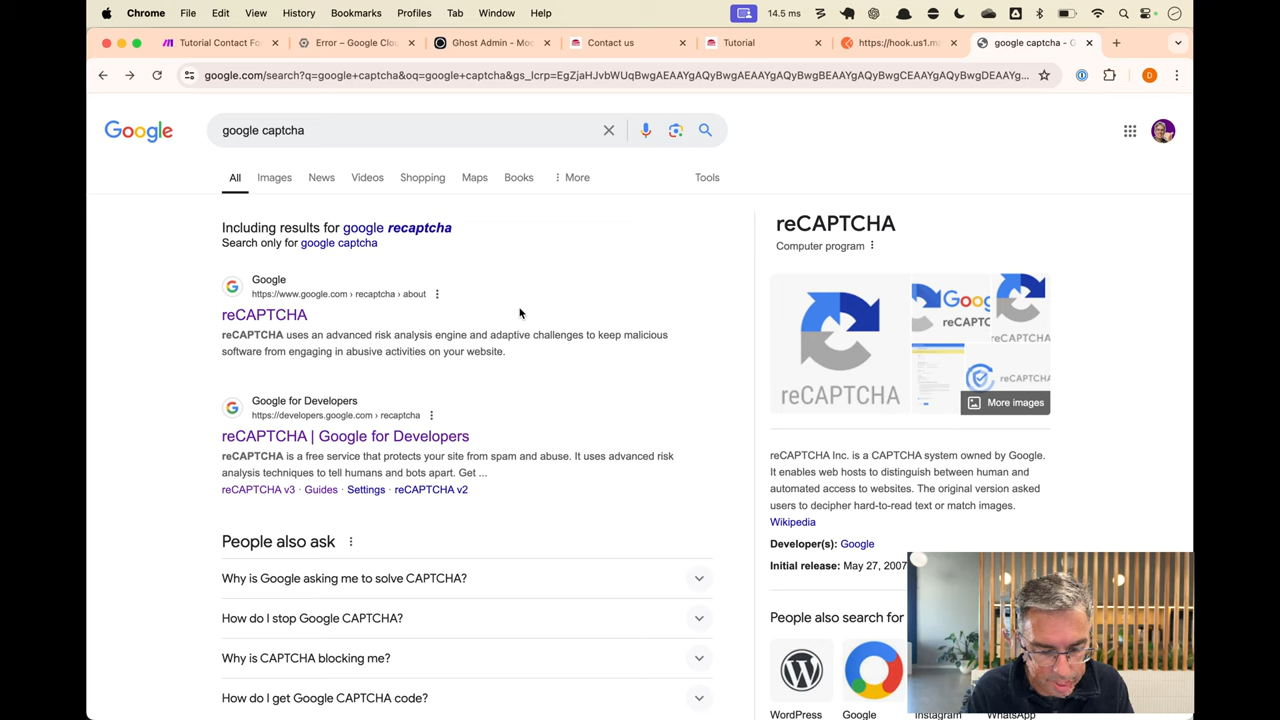 Chrome File Edit View History Bookmarks Profiles Tab Window Help 14.5 ms
Tutorial Contact Fo
Error – Google Clou
Ghost Admin - Moc
Contact us
Tutorial
https://hook.us1.ma
google captcha - G
google.com/search?q=google+captcha&oq=google+captcha&gs_lcrp=EgZjaHJvbWUqBwgAEAAYgAQyBwgAEAAYgAQyBwgBEAAYgAQyBwgCEAAYgAQyBwgDEAAYg...
D
Google
google captcha
All Images News Videos Shopping Maps Books More Tools
Including results for google recaptcha
Search only for google captcha
Google
https://www.google.com › recaptcha › about
reCAPTCHA
reCAPTCHA uses an advanced risk analysis engine and adaptive challenges to keep malicious
software from engaging in abusive activities on your website.
Google for Developers
https://developers.google.com › recaptcha
reCAPTCHA | Google for Developers
reCAPTCHA is a free service that protects your site from spam and abuse. It uses advanced risk
analysis techniques to tell humans and bots apart. Get ...
reCAPTCHA v3 · Guides · Settings · reCAPTCHA v2
People also ask
Why is Google asking me to solve CAPTCHA?
How do I stop Google CAPTCHA?
Why is CAPTCHA blocking me?
How do I get Google CAPTCHA code?
reCAPTCHA
Computer program
reCAPTCHA
Goog
reCAPT
reCAPTCHA
reCAPTCHA
More images
reCAPTCHA Inc. is a CAPTCHA system owned by Google.
It enables web hosts to distinguish between human and
automated access to websites. The original version asked
users to decipher hard-to-read text or match images.
Wikipedia
Developer(s): Google
Initial release: May 27, 2007
People also search for
WordPress
Google
Instagram
WhatsApp